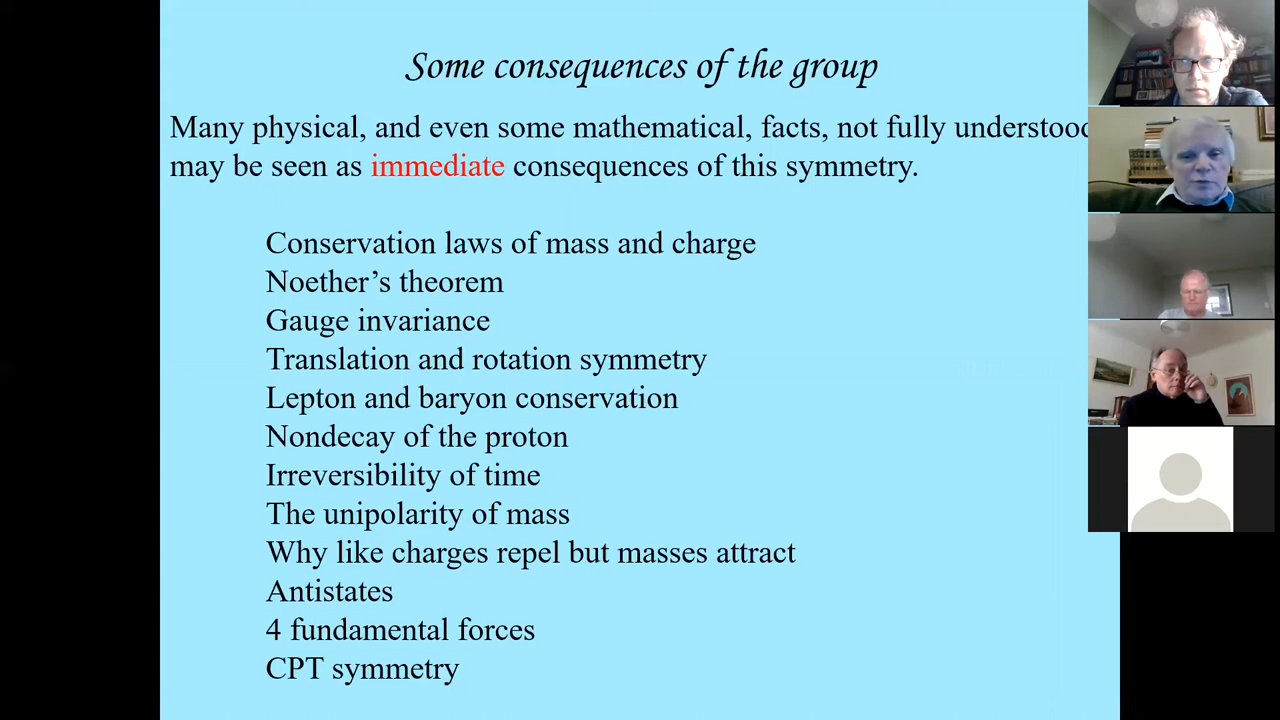 Some consequences of the group
Many physical, and even some mathematical, facts, not fully understood
may be seen as immediate consequences of this symmetry.
Conservation laws of mass and charge
Noether’s theorem
Gauge invariance
Translation and rotation symmetry
Lepton and baryon conservation
Nondecay of the proton
Irreversibility of time
The unipolarity of mass
Why like charges repel but masses attract
Antistates
4 fundamental forces
CPT symmetry